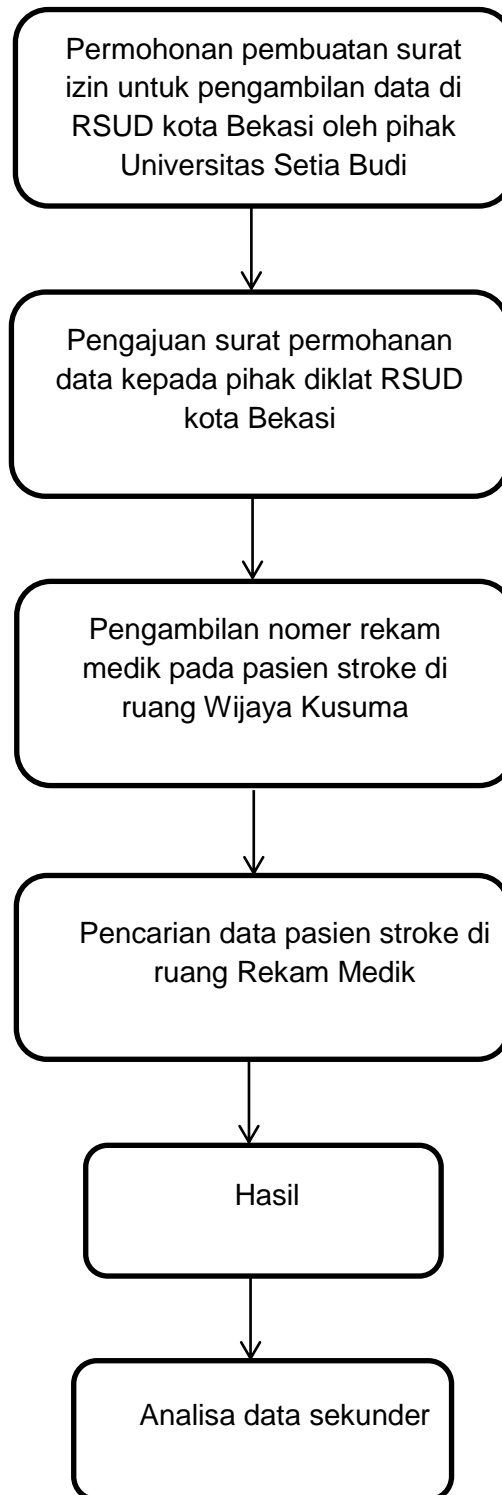 Permohonan pembuatan surat
izin untuk pengambilan data di
RSUD kota Bekasi oleh pihak
Universitas Setia Budi
Pengajuan surat permohanan
data kepada pihak diklat RSUD
kota Bekasi
Pengambilan nomer rekam
medik pada pasien stroke di
ruang Wijaya Kusuma
Pencarian data pasien stroke di
ruang Rekam Medik
Hasil
Analisa data sekunder